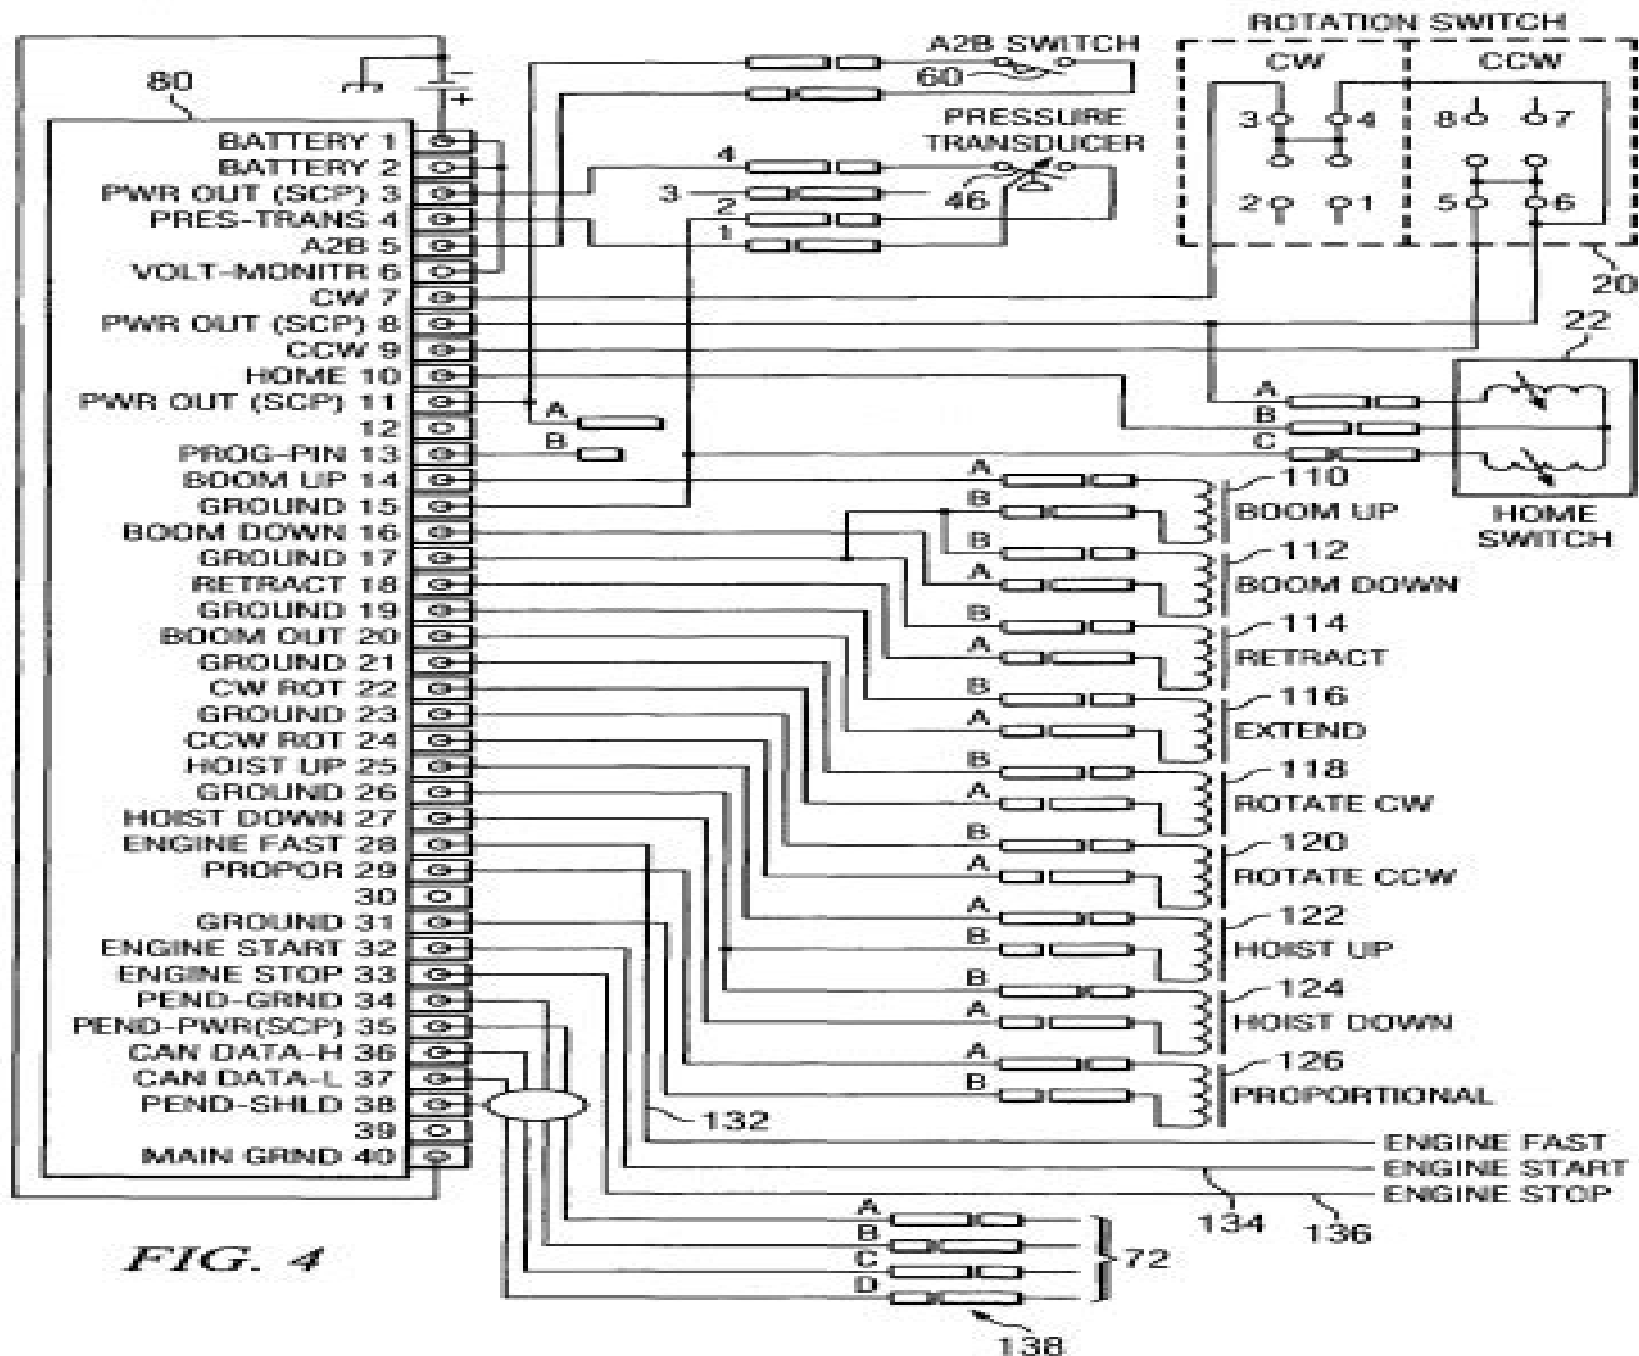 ROTATION SWITCH
A2B SWITCH
CW
CCW
60
80
+
3
4
8
7
PRESSURE
TRANSDUCER
4
3
2
1
46
2
1
5
6
20
BATTERY 1
BATTERY 2
PWR OUT (SCP) 3
PRES-TRANS 4
A2B 5
VOLT-MONITR 6
CW 7
PWR OUT (SCP) 8
CCW 9
HOME 10
PWR OUT (SCP) 11
12
PROG-PIN 13
BOOM UP 14
GROUND 15
BOOM DOWN 16
GROUND 17
RETRACT 18
GROUND 19
BOOM OUT 20
GROUND 21
CW ROT 22
GROUND 23
CCW ROT 24
HOIST UP 25
GROUND 26
HOIST DOWN 27
ENGINE FAST 28
PROPOR 29
30
GROUND 31
ENGINE START 32
ENGINE STOP 33
PEND-GRND 34
PEND-PWR(SCP) 35
CAN DATA-H 36
CAN DATA-L 37
PEND-SHLD 38
39
MAIN GRND 40
A
B
22
A
B
C
HOME
SWITCH
A
B
110
BOOM UP
B
A
112
BOOM DOWN
B
A
114
RETRACT
B
A
116
EXTEND
B
A
118
ROTATE CW
B
A
120
ROTATE CCW
A
B
122
HOIST UP
B
A
124
HOIST DOWN
A
B
126
PROPORTIONAL
132
ENGINE FAST
ENGINE START
ENGINE STOP
134
136
A
B
C
D
72
138
FIG. 4